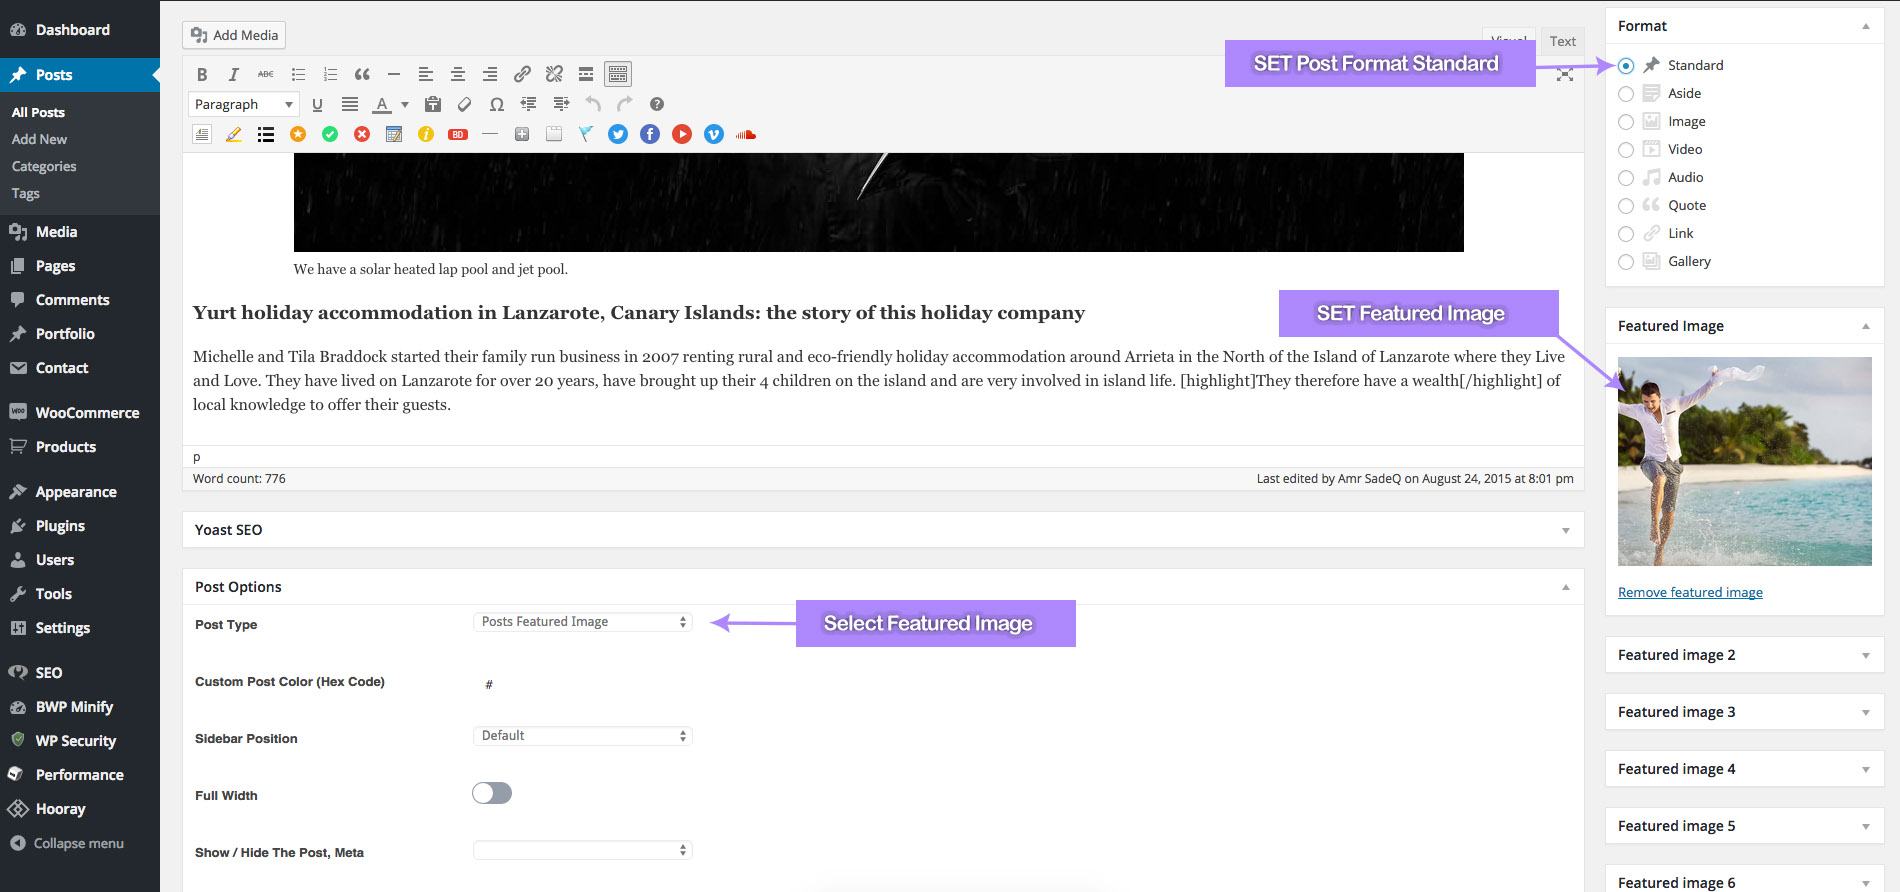 Dashboard
Posts
All Posts
Add New
Categories
Tags
Media
Pages
Comments
Portfolio
Contact
WooCommerce
Products
Appearance
Plugins
Users
Tools
Settings
SEO
BWP Minify
WP Security
Performance
Hooray
Collapse menu
Add Media
Visual
Text
B I ABC
Paragraph
U A Ω ?
BD
We have a solar heated lap pool and jet pool.
Yurt holiday accommodation in Lanzarote, Canary Islands: the story of this holiday company
Michelle and Tila Braddock started their family run business in 2007 renting rural and eco-friendly holiday accommodation around Arrieta in the North of the Island of Lanzarote where they Live
and Love. They have lived on Lanzarote for over 20 years, have brought up their 4 children on the island and are very involved in island life. [highlight]They therefore have a wealth[/highlight] of
local knowledge to offer their guests.
p
Word count: 776
Last edited by Amr SadeQ on August 24, 2015 at 8:01 pm
Yoast SEO
Post Options
Post Type
Posts Featured Image
Select Featured Image
Custom Post Color (Hex Code)
#
Sidebar Position
Default
Full Width
Show / Hide The Post, Meta
SET Post Format Standard
SET Featured Image
Format
Standard
Aside
Image
Video
Audio
Quote
Link
Gallery
Featured Image
Remove featured image
Featured image 2
Featured image 3
Featured image 4
Featured image 5
Featured image 6